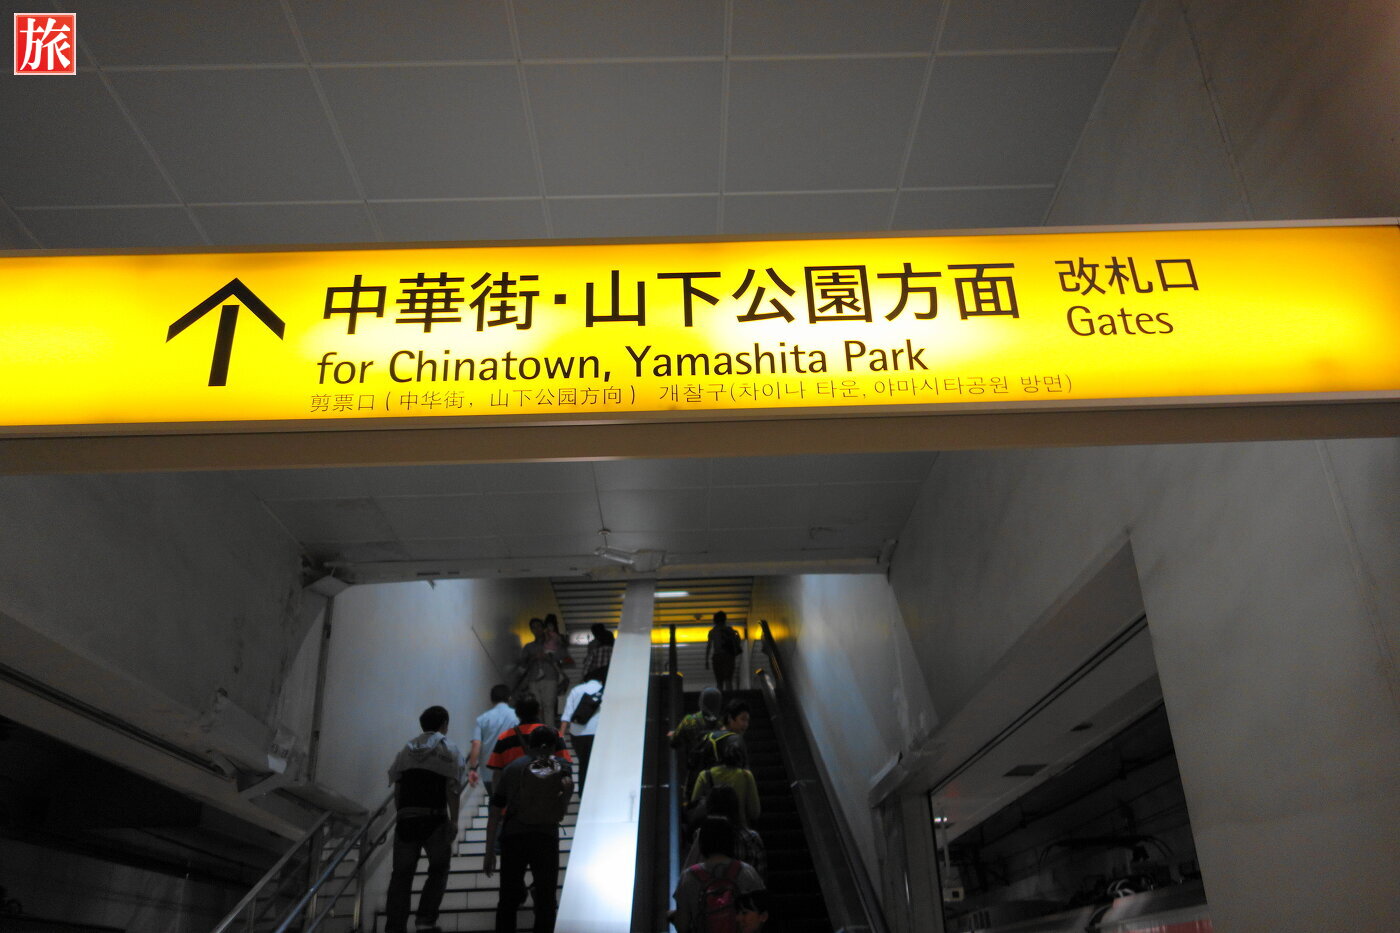 旅
中華街・山下公園方面 改札口
for Chinatown, Yamashita Park Gates
剪票口(中华街，山下公园方向) 개찰구(차이나 타운, 야마시타공원 방면)